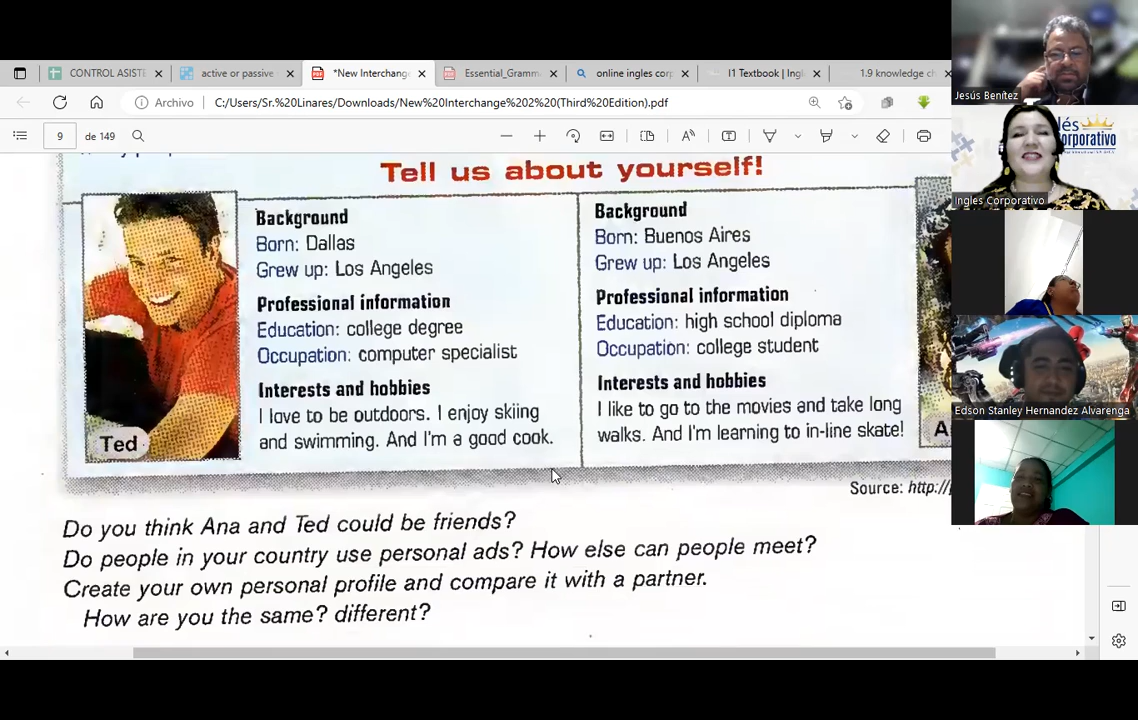 CONTROL ASIST
active or passive
*New Interchang
Essential_Gramm
online ingles corp
I1 Textbook | Ingl
1.9 knowledge ch
Archivo
C:/Users/Sr.%20Linares/Downloads/New%20Interchange%202%20(Third%20Edition).pdf
9
de 149
Tell us about yourself!
Background
Born: Dallas
Grew up: Los Angeles
Professional information
Education: college degree
Occupation: computer specialist
Interests and hobbies
I love to be outdoors. I enjoy skiing
and swimming. And I'm a good cook.
Ted
Background
Born: Buenos Aires
Grew up: Los Angeles
Professional information
Education: high school diploma
Occupation: college student
Interests and hobbies
I like to go to the movies and take long
walks. And I'm learning to in-line skate!
A
Source: http://
Do you think Ana and Ted could be friends?
Do people in your country use personal ads? How else can people meet?
Create your own personal profile and compare it with a partner.
How are you the same? different?
Jesús Benítez
lés
orporativo
Ingles Corporativo
Edson Stanley Hernandez Alvarenga